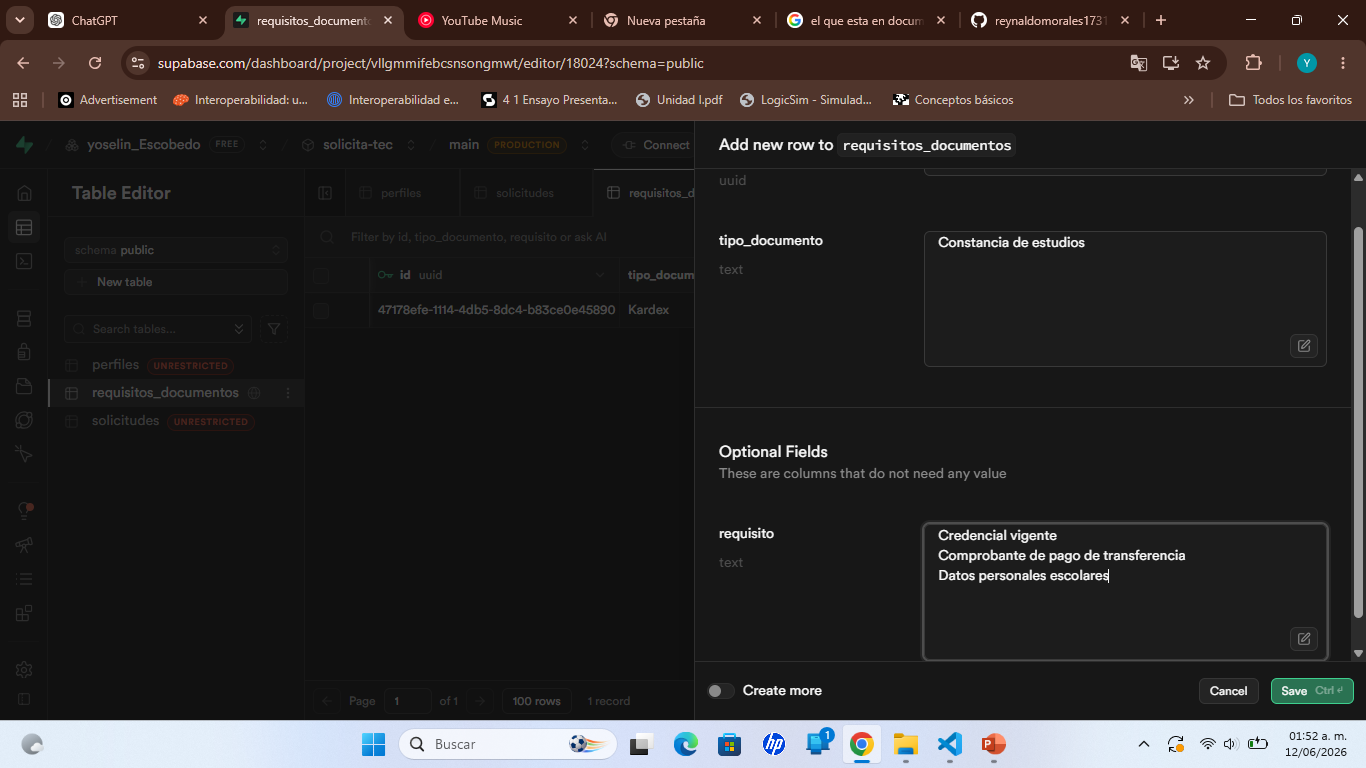 ChatGPT
requisitos_documento
YouTube Music
Nueva pestaña
el que esta en docum
reynaldomorales1731
supabase.com/dashboard/project/vllgmmifebcsnsongmwt/editor/18024?schema=public
Y
Advertisement
Interoperabilidad: u...
Interoperabilidad e...
4 1 Ensayo Presenta...
Unidad I.pdf
LogicSim - Simulad...
Conceptos básicos
Todos los favoritos
yoselin_Escobedo
FREE
solicita-tec
main
PRODUCTION
Connect
Add new row to requisitos_documentos
Table Editor
perfiles
solicitudes
requisitos_d
uuid
schema public
Filter by id, tipo_documento, requisito or ask AI
tipo_documento
Constancia de estudios
text
New table
id uuid
tipo_docum
47178efe-1114-4db5-8dc4-b83ce0e45890
Kardex
Search tables...
perfiles
UNRESTRICTED
requisitos_documentos
solicitudes
UNRESTRICTED
Optional Fields
These are columns that do not need any value
requisito
text
Credencial vigente
Comprobante de pago de transferencia
Datos personales escolares
Page
1
of 1
100 rows
1 record
Create more
Cancel
Save Ctrl
Buscar
1
01:52 a. m.
12/06/2026